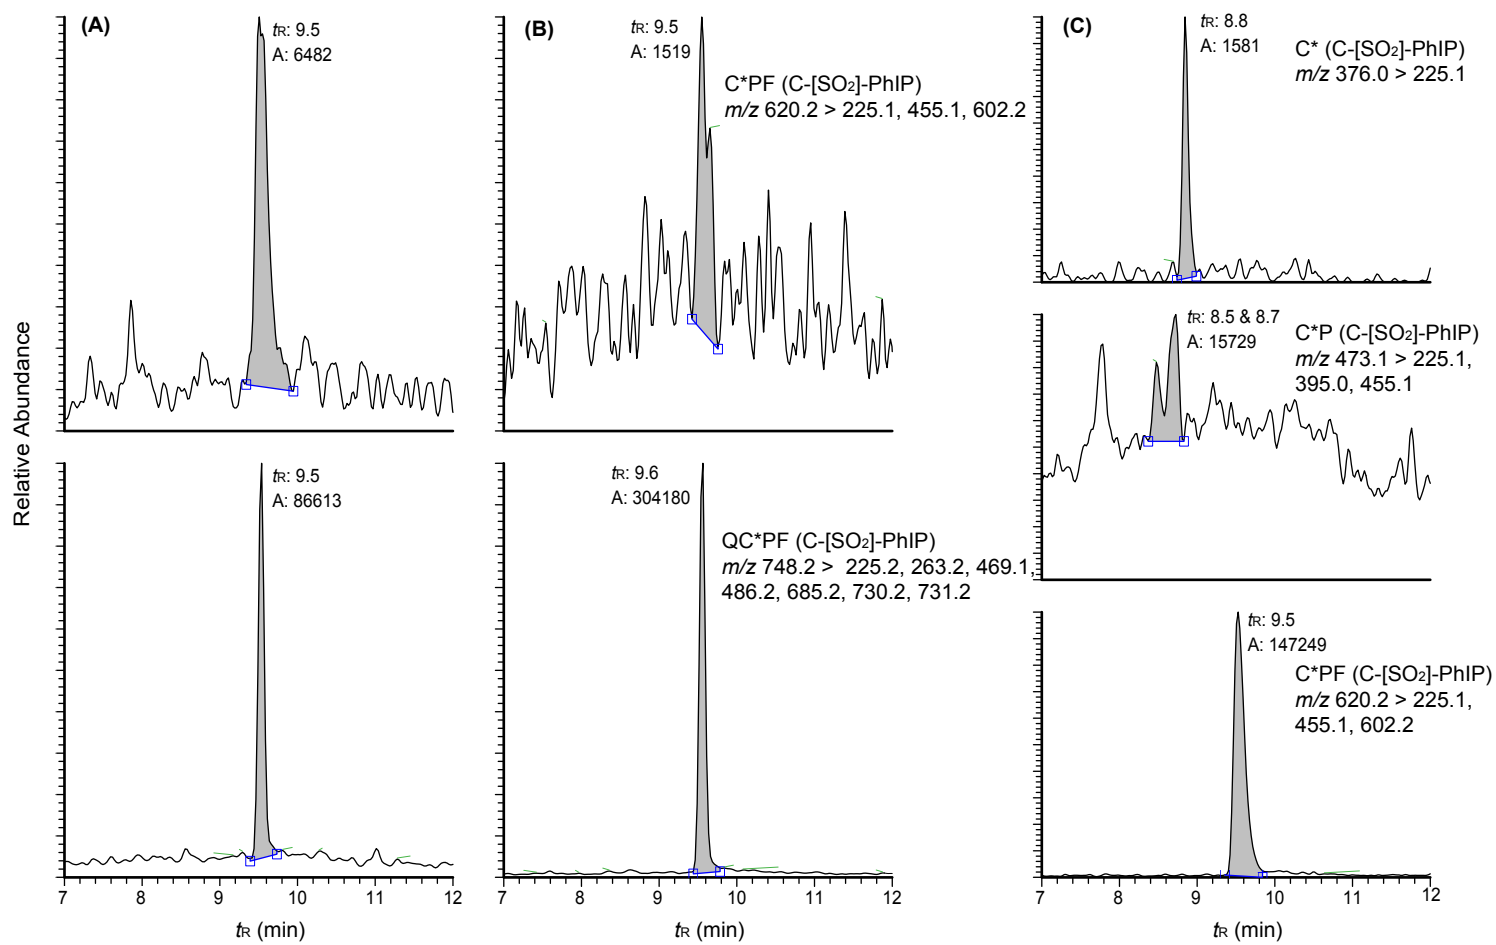 Relative Abundance
(A)
tR: 9.5
A: 6482
tR: 9.5
A: 86613
7 8 9 10 11 12
tR (min)
(B)
tR: 9.5
A: 1519
C*PF (C-[SO2]-PhIP)
m/z 620.2 > 225.1, 455.1, 602.2
tR: 9.6
A: 304180
QC*PF (C-[SO2]-PhIP)
m/z 748.2 > 225.2, 263.2, 469.1,
486.2, 685.2, 730.2, 731.2
7 8 9 10 11 12
tR (min)
(C)
tR: 8.8
A: 1581
C* (C-[SO2]-PhIP)
m/z 376.0 > 225.1
tR: 8.5 & 8.7
A: 15729
C*P (C-[SO2]-PhIP)
m/z 473.1 > 225.1,
395.0, 455.1
tR: 9.5
A: 147249
C*PF (C-[SO2]-PhIP)
m/z 620.2 > 225.1,
455.1, 602.2
7 8 9 10 11 12
tR (min)